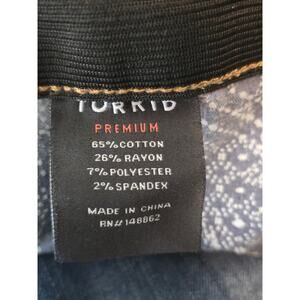 TORRID
PREMIUM
65% COTTON
26% RAYON
7% POLYESTER
2% SPANDEX
MADE IN CHINA
RN# 148862